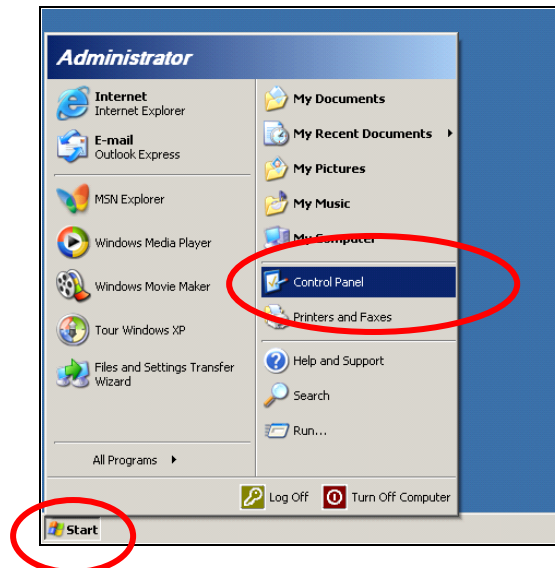 Administrator
Internet
Internet Explorer
E-mail
Outlook Express
MSN Explorer
Windows Media Player
Windows Movie Maker
Tour Windows XP
Files and Settings Transfer
Wizard
All Programs
My Documents
My Recent Documents
My Pictures
My Music
My Computer
Control Panel
Printers and Faxes
Help and Support
Search
Run...
Log Off
Turn Off Computer
Start